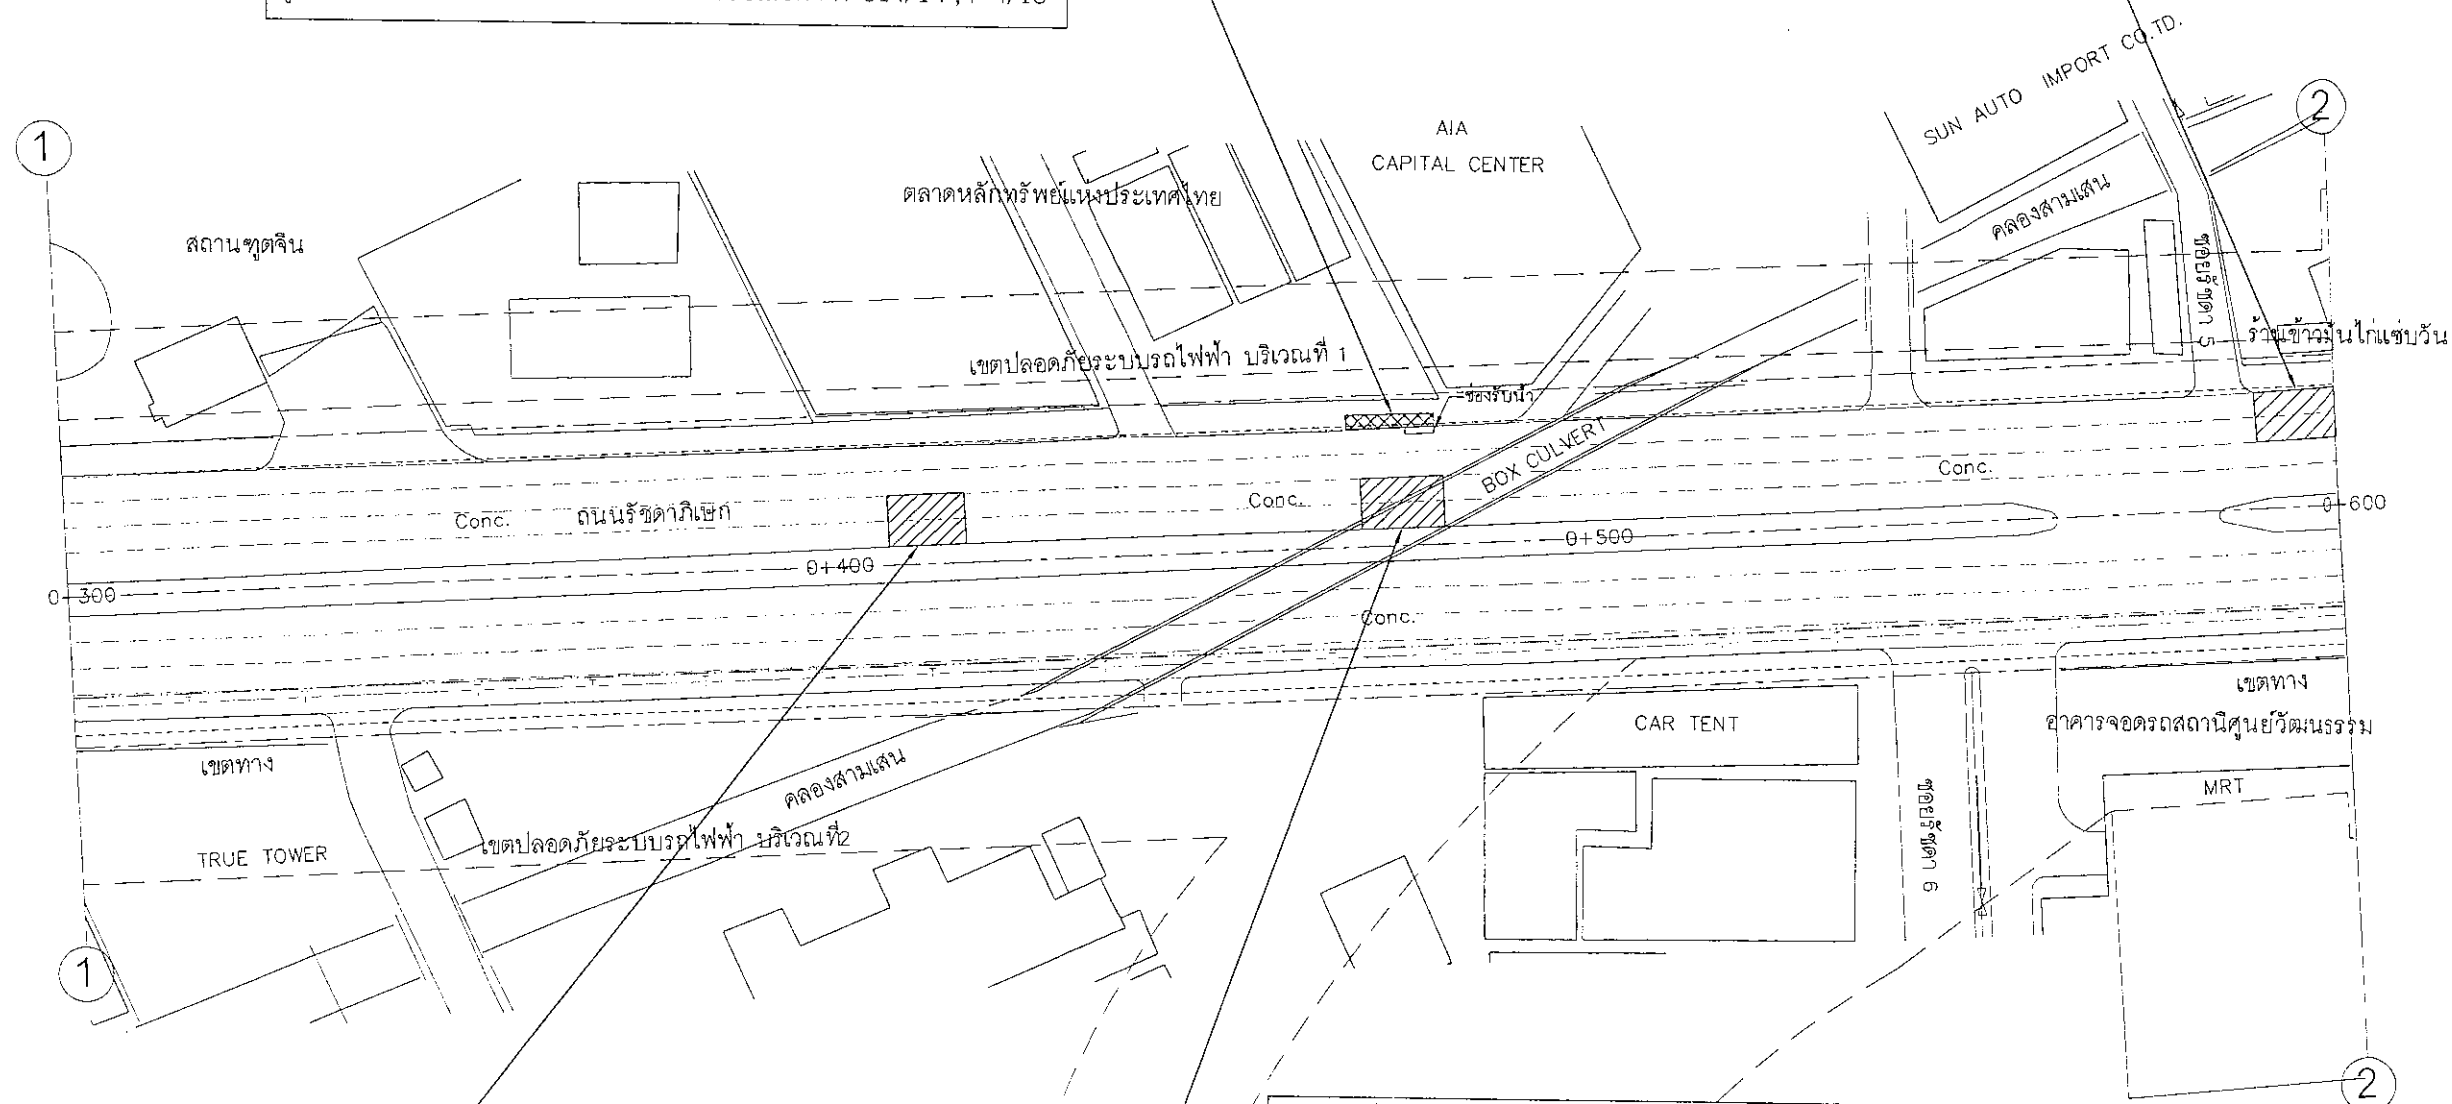 SUN AUTO IMPORT CO.TD.
1
2
AIA
CAPITAL CENTER
ตลาดหลักทรัพย์แห่งประเทศไทย
สถานฑูตจีน
คลองสามเสน
ซอยรัชดา 5
ร้านข้าวมันไก่แซ่บวัน
เขตปลอดภัยระบบรถไฟฟ้า บริเวณที่ 1
ช่องรับน้ำ
BOX CULVERT
Conc.
Conc.
Conc.
ถนนรัชดาภิเษก
0+600
0+500
0+400
0+300
Conc.
เขตทาง
CAR TENT
อาคารจอดรถสถานีศูนย์วัฒนธรรม
เขตทาง
คลองสามเสน
MRT
ซอยรัชดา 6
เขตปลอดภัยระบบรถไฟฟ้า บริเวณที่2
TRUE TOWER
1
2